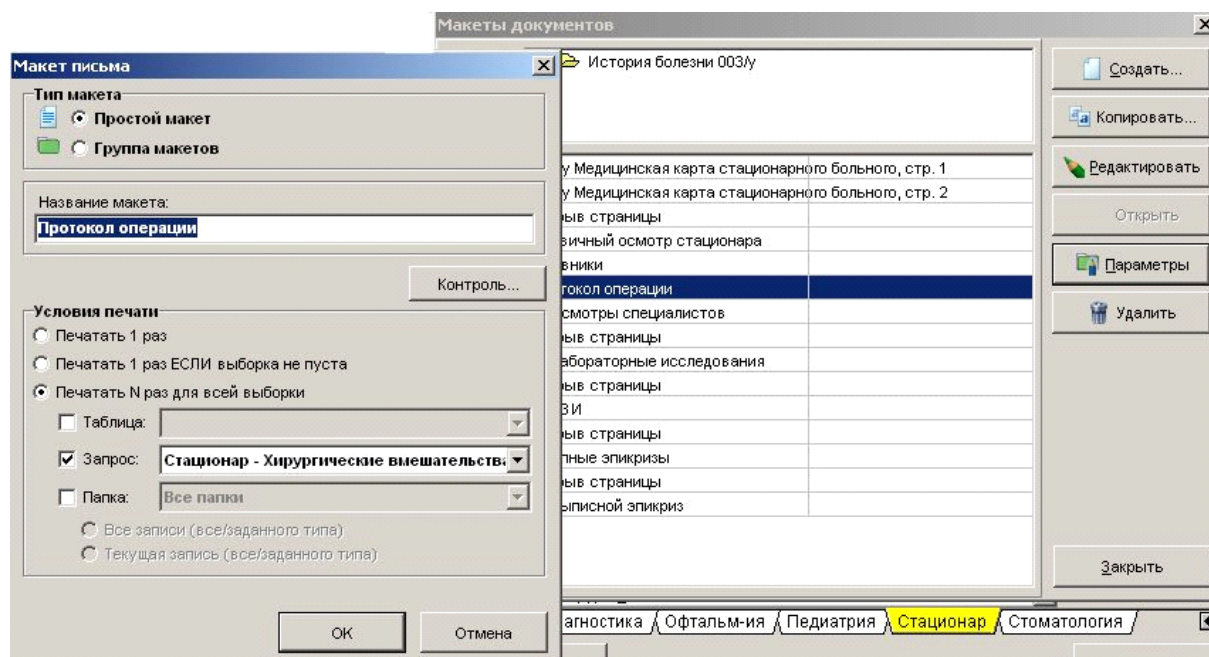 Макеты документов
История болезни 003/у
Создать...
Копировать...
Редактировать
Открыть
Параметры
Удалить
Закрыть
у Медицинская карта стационарного больного, стр. 1
у Медицинская карта стационарного больного, стр. 2
ыв страницы
вичный осмотр стационара
вники
токол операции
смотры специалистов
ыв страницы
абораторные исследования
ыв страницы
ЗИ
ыв страницы
пные эпикризы
ыв страницы
ыписной эпикриз
агностика
Офтальм-ия
Педиатрия
Стационар
Стоматология
Макет письма
Тип макета
Простой макет
Группа макетов
Название макета:
Протокол операции
Контроль...
Условия печати
Печатать 1 раз
Печатать 1 раз ЕСЛИ выборка не пуста
Печатать N раз для всей выборки
Таблица:
Запрос: Стационар - Хирургические вмешательств
Папка: Все папки
Все записи (все/заданного типа)
Текущая запись (все/заданного типа)
ОК
Отмена